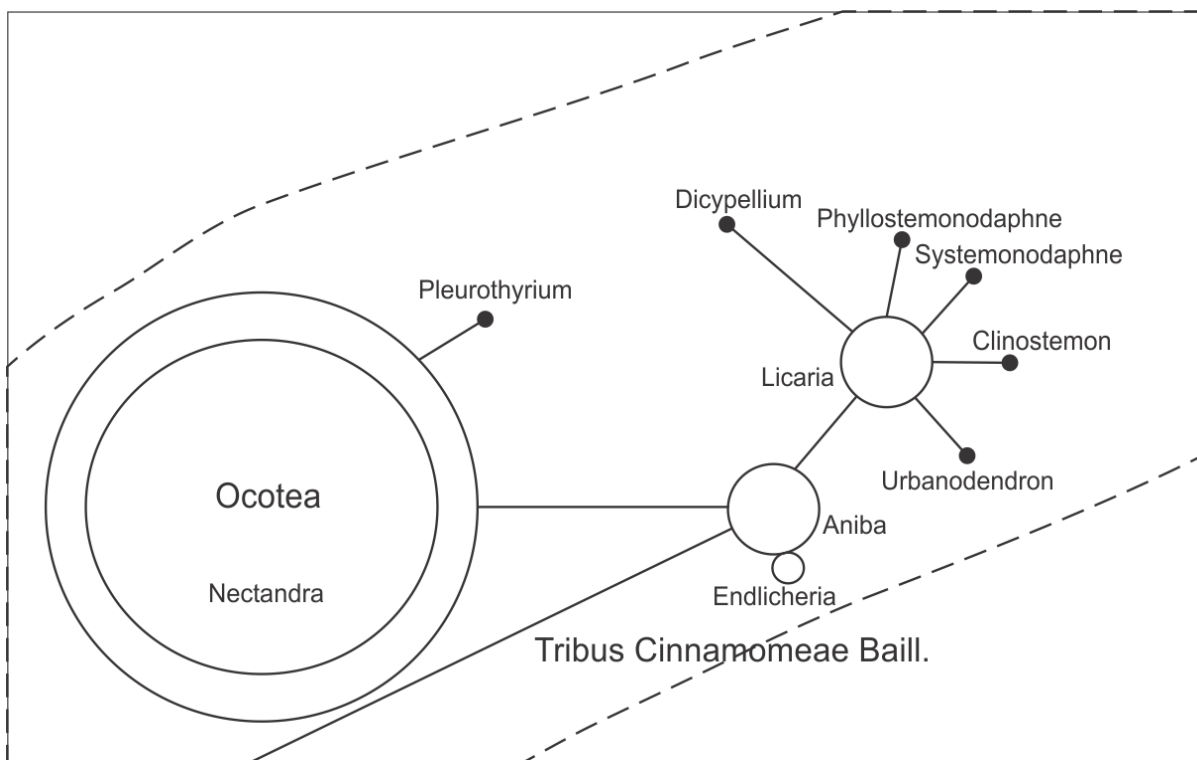 Dicypellium
Phyllostemonodaphne
Systemonodaphne
Pleurothyrium
Clinostemon
Licaria
Urbanodendron
Ocotea
Aniba
Nectandra
Endlicheria
Tribus Cinnamomeae Baill.